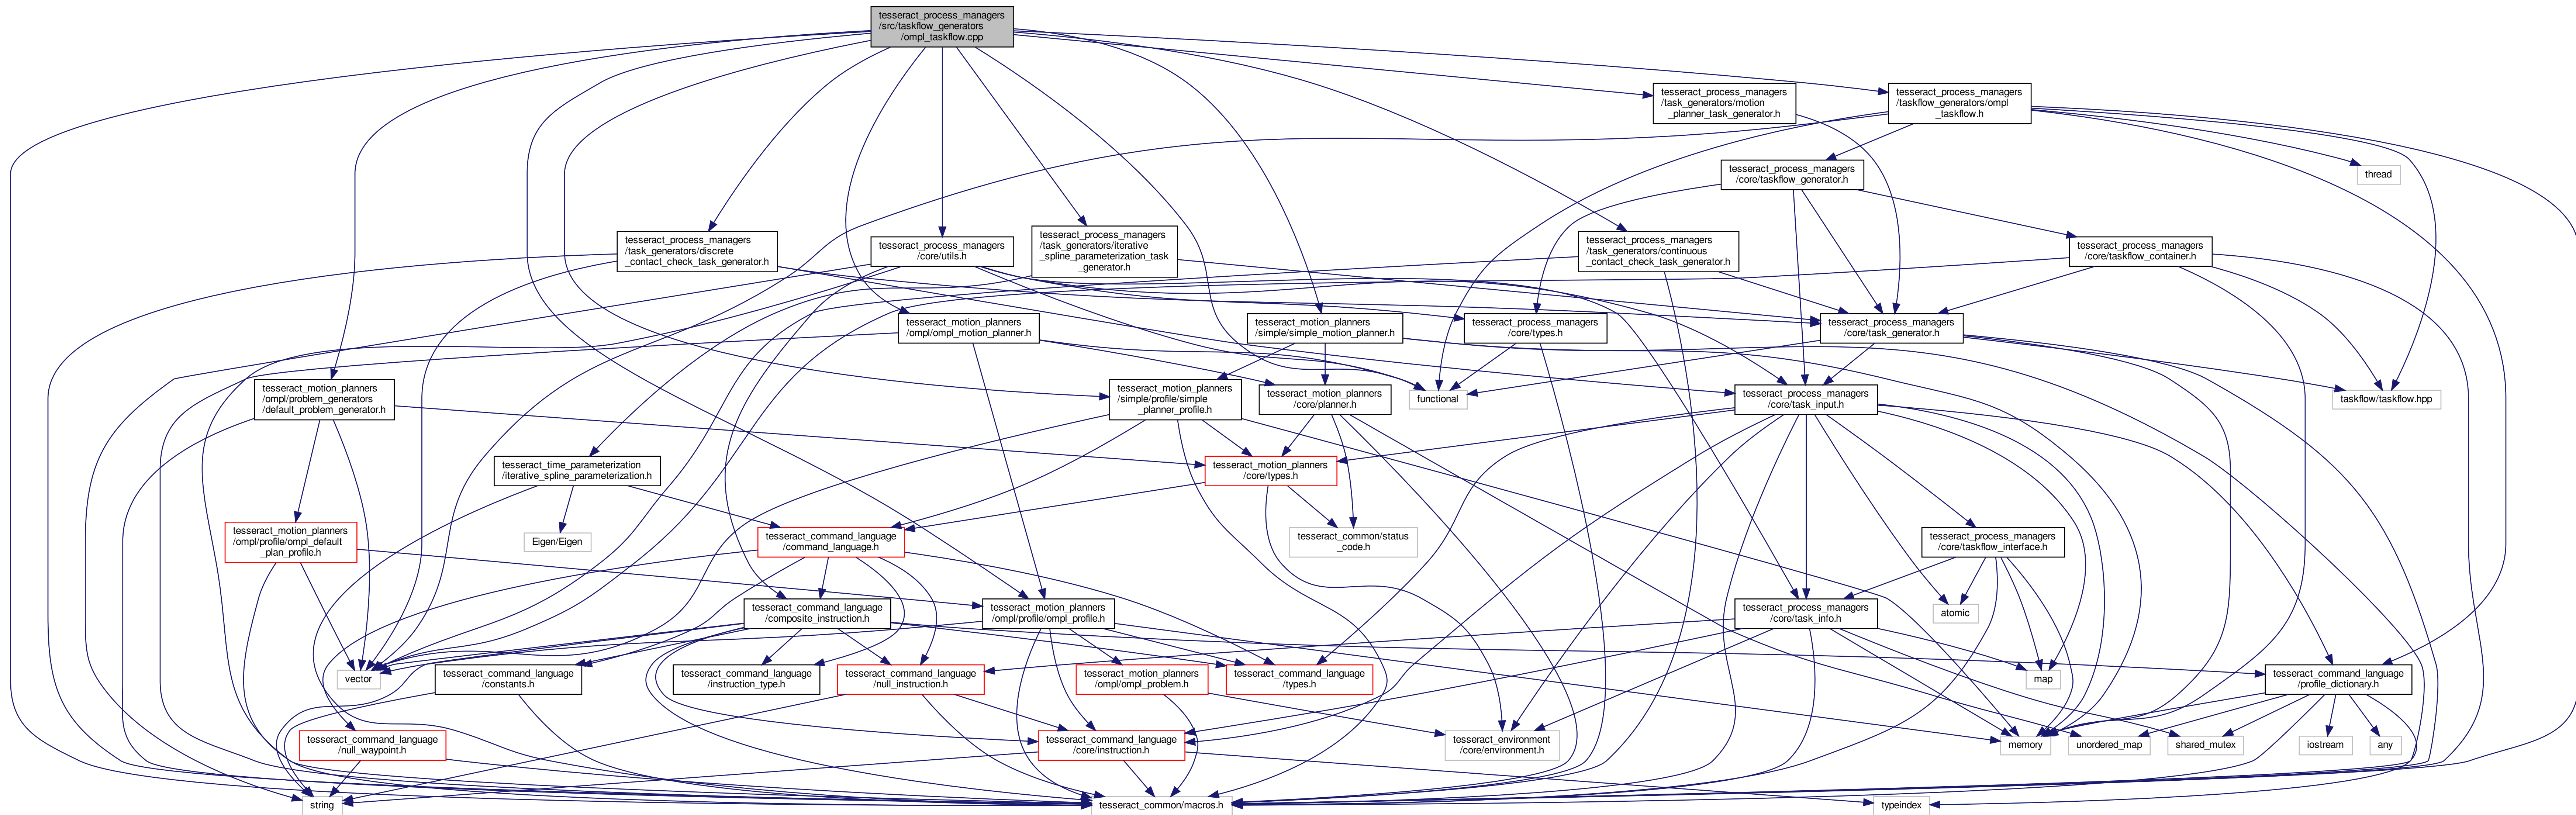 tesseract_process_managers
/src/taskflow_generators
/ompl_taskflow.cpp
tesseract_process_managers
/task_generators/motion
_planner_task_generator.h
tesseract_process_managers
/taskflow_generators/ompl
_taskflow.h
tesseract_process_managers
/core/taskflow_generator.h
thread
tesseract_process_managers
/task_generators/discrete
_contact_check_task_generator.h
tesseract_process_managers
/core/utils.h
tesseract_process_managers
/task_generators/iterative
_spline_parameterization_task
_generator.h
tesseract_process_managers
/task_generators/continuous
_contact_check_task_generator.h
tesseract_process_managers
/core/taskflow_container.h
tesseract_motion_planners
/ompl/ompl_motion_planner.h
tesseract_motion_planners
/simple/simple_motion_planner.h
tesseract_process_managers
/core/types.h
tesseract_process_managers
/core/task_generator.h
tesseract_motion_planners
/ompl/problem_generators
/default_problem_generator.h
tesseract_motion_planners
/simple/profile/simple
_planner_profile.h
tesseract_motion_planners
/core/planner.h
functional
tesseract_process_managers
/core/task_input.h
taskflow/taskflow.hpp
tesseract_time_parameterization
/iterative_spline_parameterization.h
tesseract_motion_planners
/core/types.h
tesseract_motion_planners
/ompl/profile/ompl_default
_plan_profile.h
Eigen/Eigen
tesseract_command_language
/command_language.h
tesseract_common/status
_code.h
tesseract_process_managers
/core/taskflow_interface.h
tesseract_command_language
/composite_instruction.h
tesseract_motion_planners
/ompl/profile/ompl_profile.h
tesseract_process_managers
/core/task_info.h
atomic
vector
tesseract_command_language
/constants.h
tesseract_command_language
/instruction_type.h
tesseract_command_language
/null_instruction.h
tesseract_motion_planners
/ompl/ompl_problem.h
tesseract_command_language
/types.h
map
tesseract_command_language
/profile_dictionary.h
tesseract_command_language
/null_waypoint.h
tesseract_command_language
/core/instruction.h
tesseract_environment
/core/environment.h
memory
unordered_map
shared_mutex
iostream
any
string
tesseract_common/macros.h
typeindex